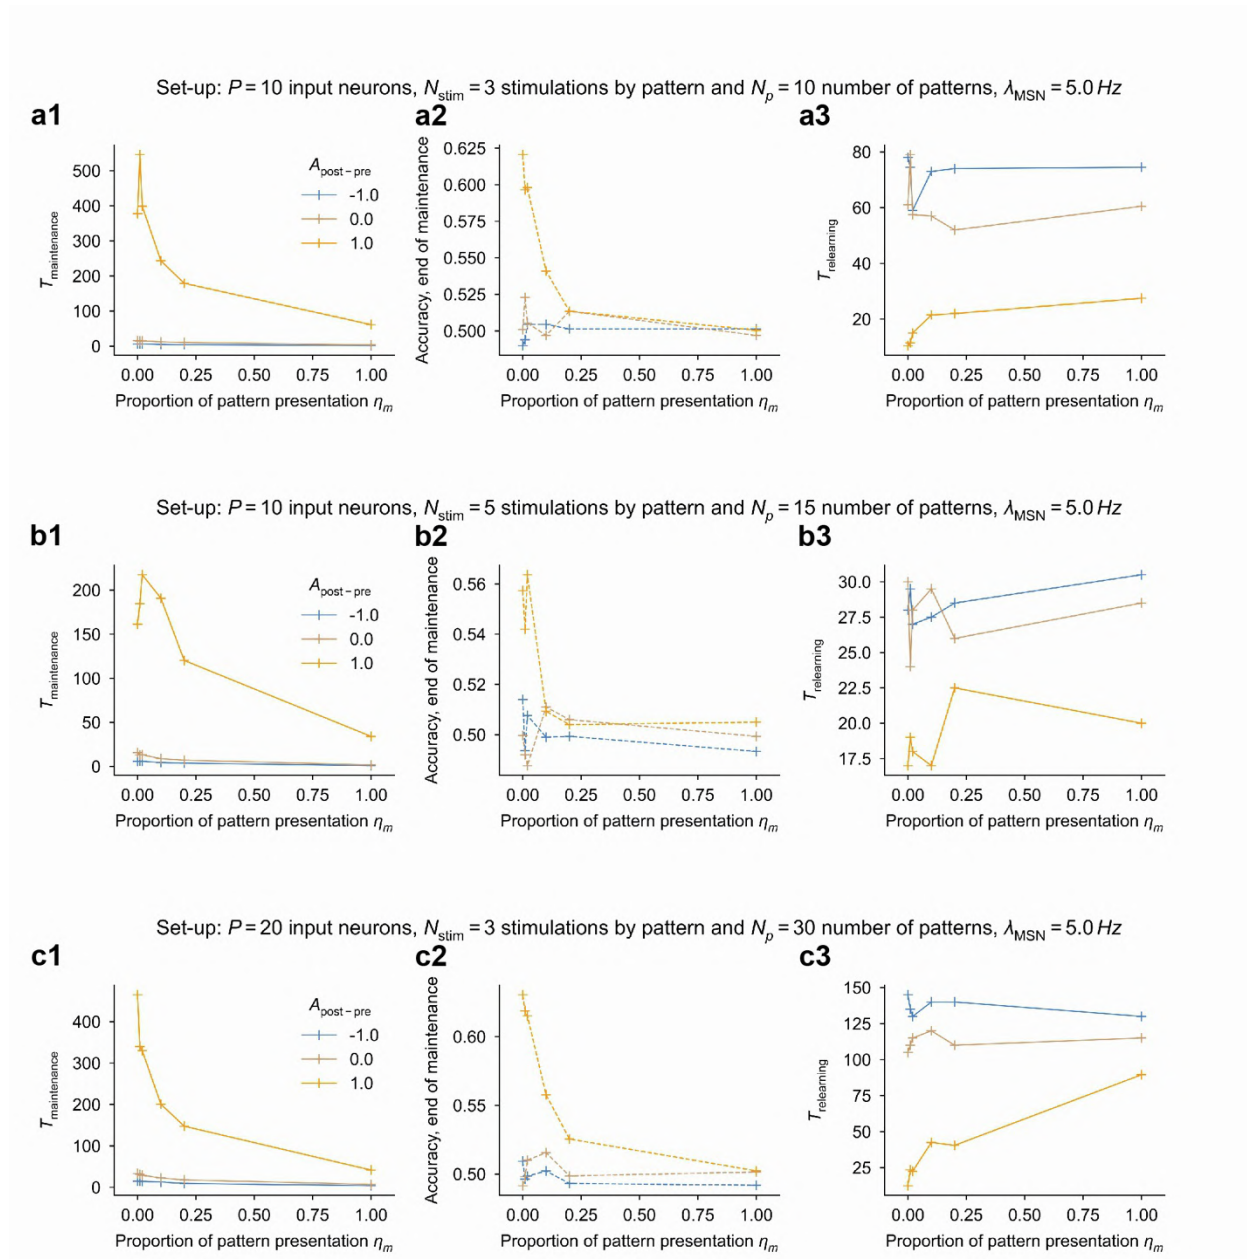 Set-up: P = 10 input neurons, N_stim = 3 stimulations by pattern and N_p = 10 number of patterns, λ_MSN = 5.0 Hz
a1
a2
a3
T_maintenance
500
400
300
200
100
0
A_post−pre
-1.0
0.0
1.0
0.00 0.25 0.50 0.75 1.00
Proportion of pattern presentation η_m
Accuracy, end of maintenance
0.625
0.600
0.575
0.550
0.525
0.500
0.00 0.25 0.50 0.75 1.00
Proportion of pattern presentation η_m
T_relearning
80
60
40
20
0.00 0.25 0.50 0.75 1.00
Proportion of pattern presentation η_m
Set-up: P = 10 input neurons, N_stim = 5 stimulations by pattern and N_p = 15 number of patterns, λ_MSN = 5.0 Hz
b1
b2
b3
T_maintenance
200
150
100
50
0
A_post−pre
-1.0
0.0
1.0
0.00 0.25 0.50 0.75 1.00
Proportion of pattern presentation η_m
Accuracy, end of maintenance
0.56
0.54
0.52
0.50
0.00 0.25 0.50 0.75 1.00
Proportion of pattern presentation η_m
T_relearning
30.0
27.5
25.0
22.5
20.0
17.5
0.00 0.25 0.50 0.75 1.00
Proportion of pattern presentation η_m
Set-up: P = 20 input neurons, N_stim = 3 stimulations by pattern and N_p = 30 number of patterns, λ_MSN = 5.0 Hz
c1
c2
c3
T_maintenance
400
300
200
100
0
A_post−pre
-1.0
0.0
1.0
0.00 0.25 0.50 0.75 1.00
Proportion of pattern presentation η_m
Accuracy, end of maintenance
0.60
0.55
0.50
0.00 0.25 0.50 0.75 1.00
Proportion of pattern presentation η_m
T_relearning
150
125
100
75
50
25
0.00 0.25 0.50 0.75 1.00
Proportion of pattern presentation η_m